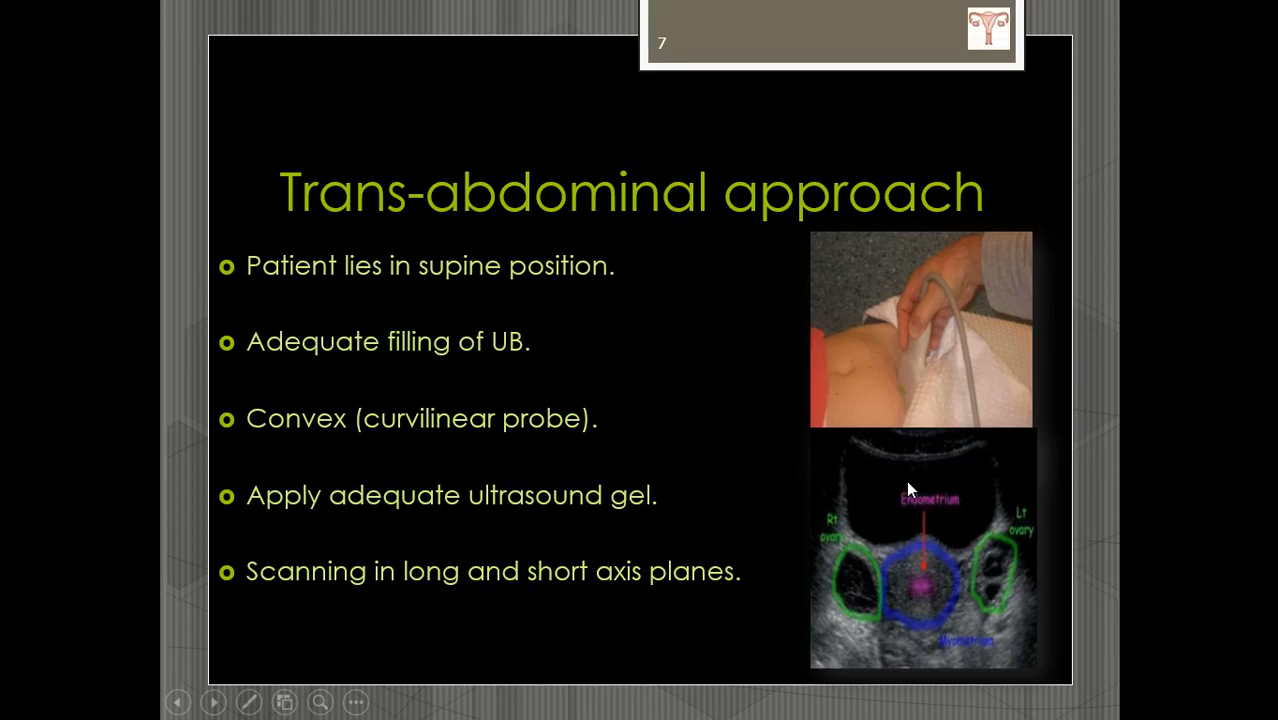 7
Trans-abdominal approach
Patient lies in supine position.
Adequate filling of UB.
Convex (curvilinear probe).
Apply adequate ultrasound gel.
Scanning in long and short axis planes.
Endometrium
Rt
ovary
Lt
ovary
Myometrium